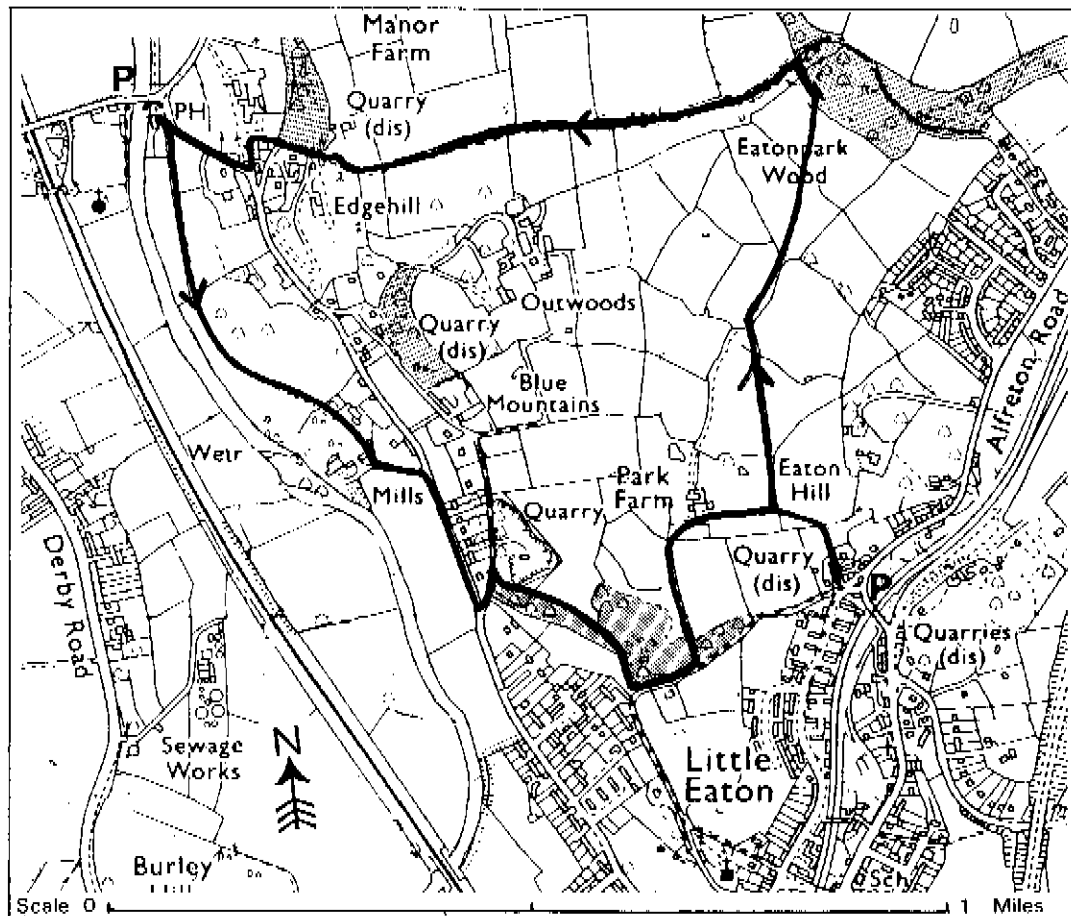 Manor
Farm
P
PH
Quarry
(dis)
Eatonpark
Wood
Edgehill
Outwoods
Quarry
(dis)
Blue
Mountains
Alfreton Road
Weir
Mills
Park
Farm
Eaton
Hill
Quarry
Quarry
(dis)
P
Derby Road
Quarries
(dis)
N
Sewage
Works
Little
Eaton
Burley
Hill
Sch
Scale 0 1 Miles